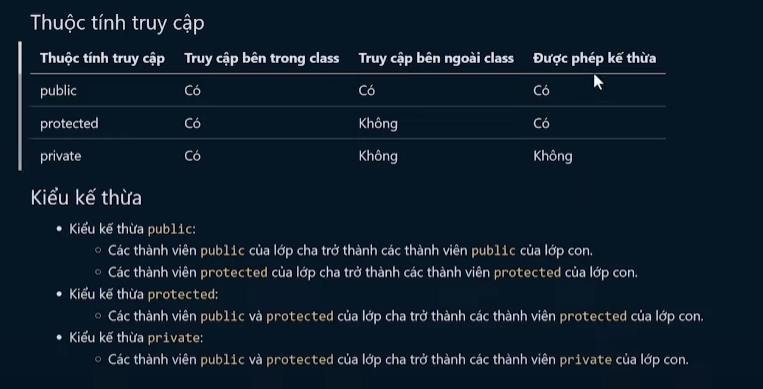 Thuộc tính truy cập
Thuộc tính truy cập Truy cập bên trong class Truy cập bên ngoài class Được phép kế thừa
public Có Có Có
protected Có Không Có
private Có Không Không
Kiểu kế thừa
• Kiểu kế thừa public:
○ Các thành viên public của lớp cha trở thành các thành viên public của lớp con.
○ Các thành viên protected của lớp cha trở thành các thành viên protected của lớp con.
• Kiểu kế thừa protected:
○ Các thành viên public và protected của lớp cha trở thành các thành viên protected của lớp con.
• Kiểu kế thừa private:
○ Các thành viên public và protected của lớp cha trở thành các thành viên private của lớp con.